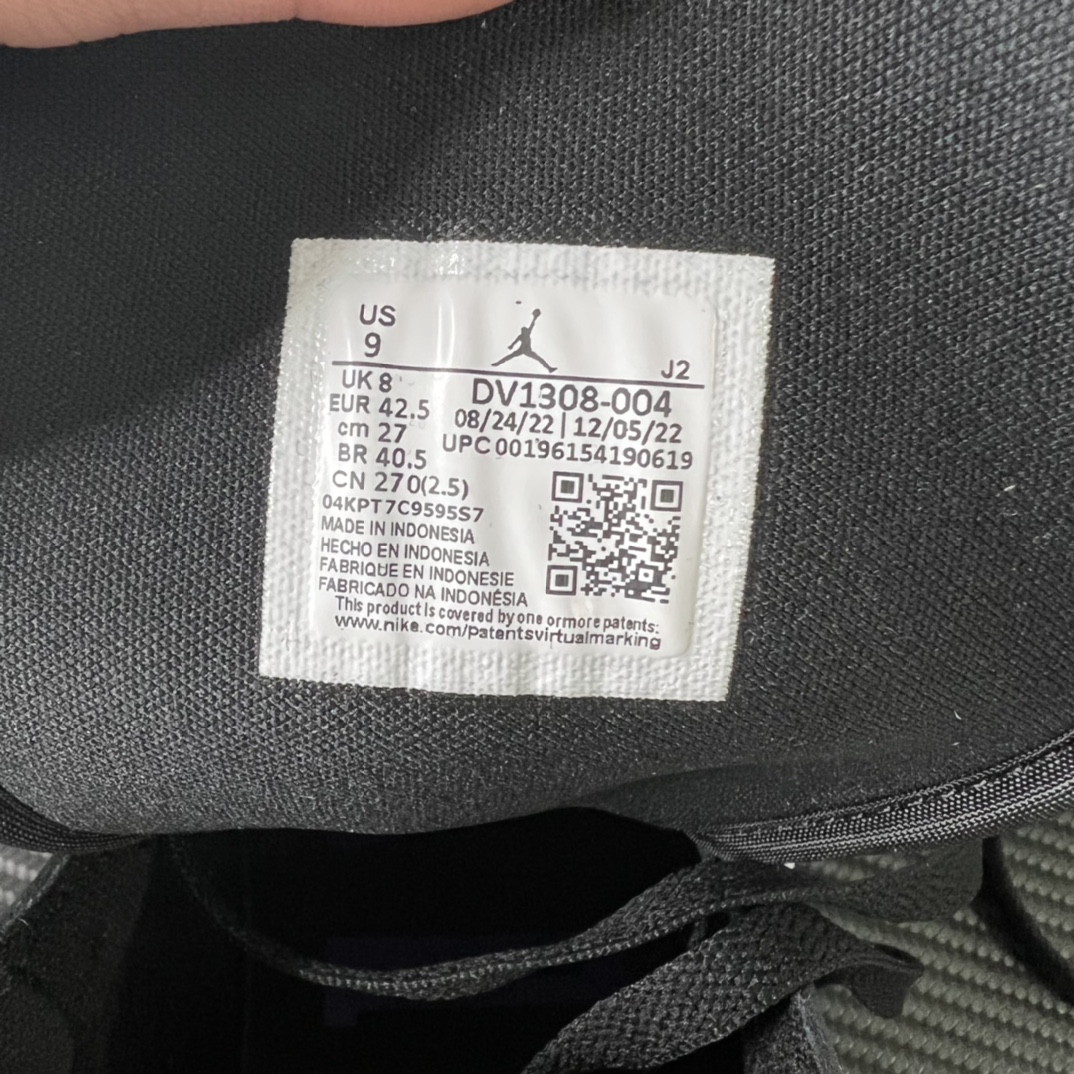 US
9
J2
UK 8
EUR 42.5
cm 27
BR 40.5
CN 270(2.5)
DV1308-004
08/24/22 | 12/05/22
UPC 00196154190619
04KPT7C9595S7
MADE IN INDONESIA
HECHO EN INDONESIA
FABRIQUE EN INDONESIE
FABRICADO NA INDONÉSIA
This product is covered by one or more patents:
www.nike.com/patentsvirtualmarking